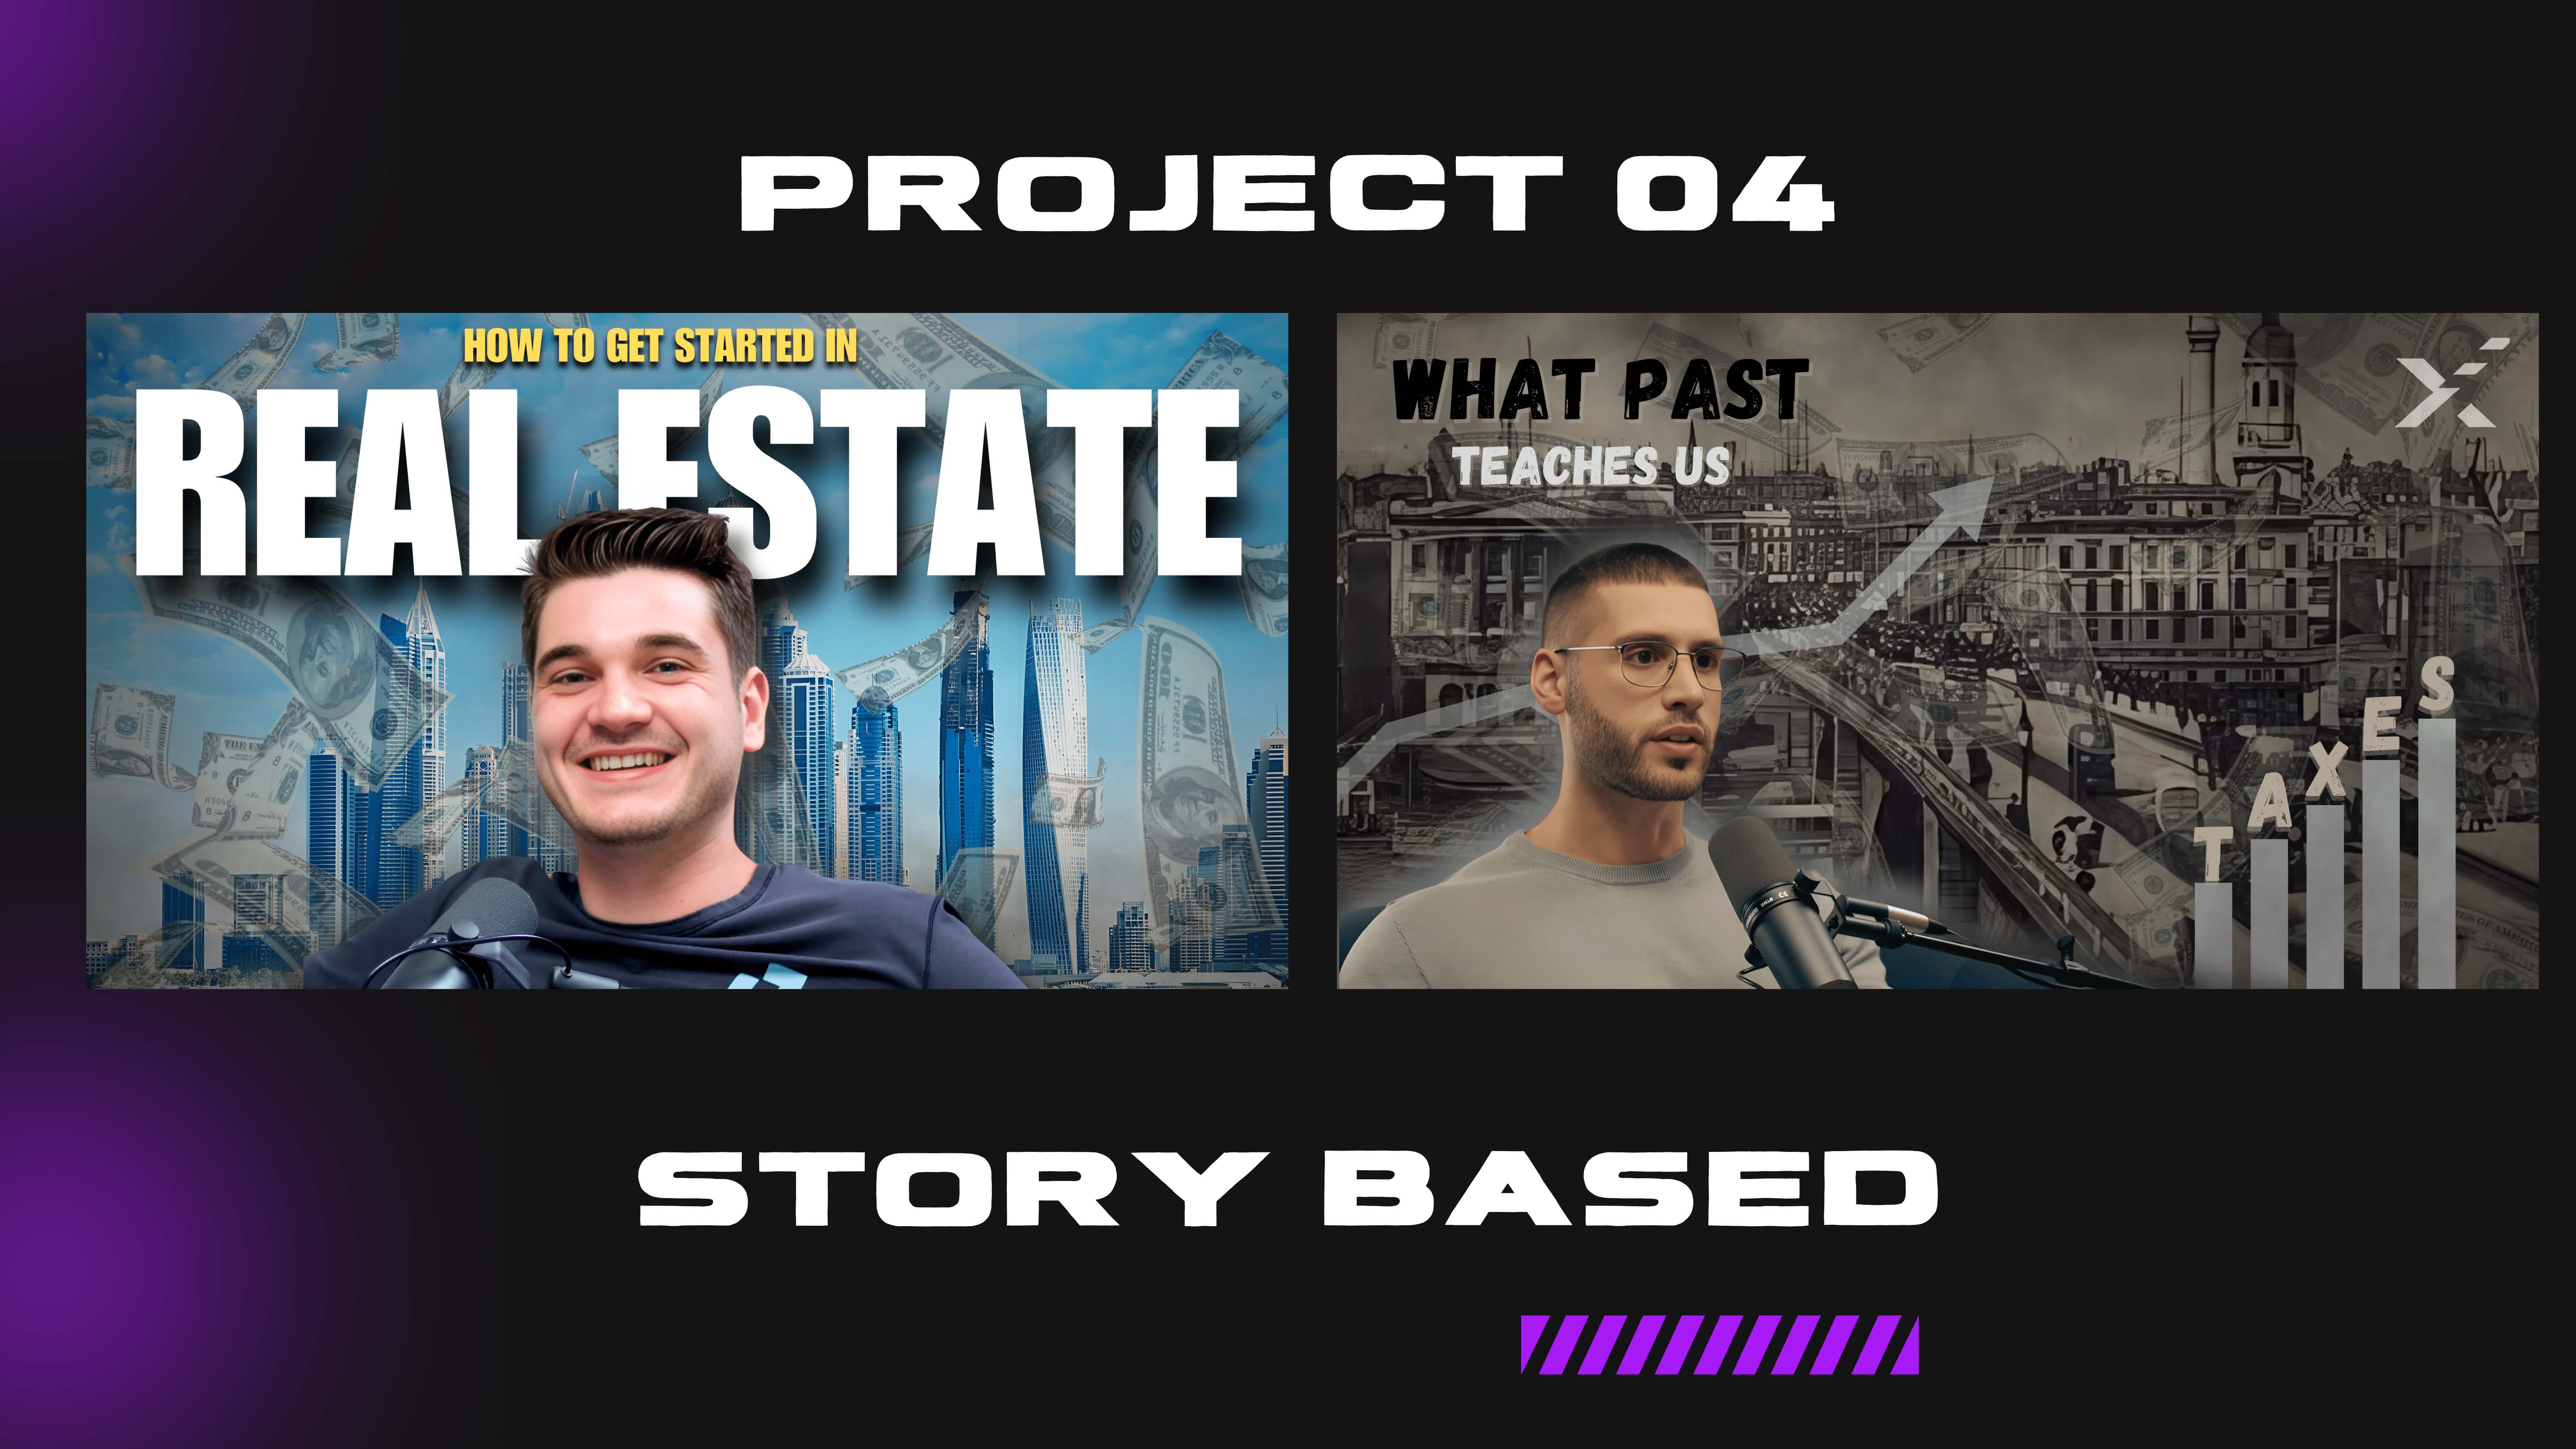 PROJECT 04
HOW TO GET STARTED IN
REAL ESTATE
WHAT PAST
TEACHES US
TAXES
STORY BASED